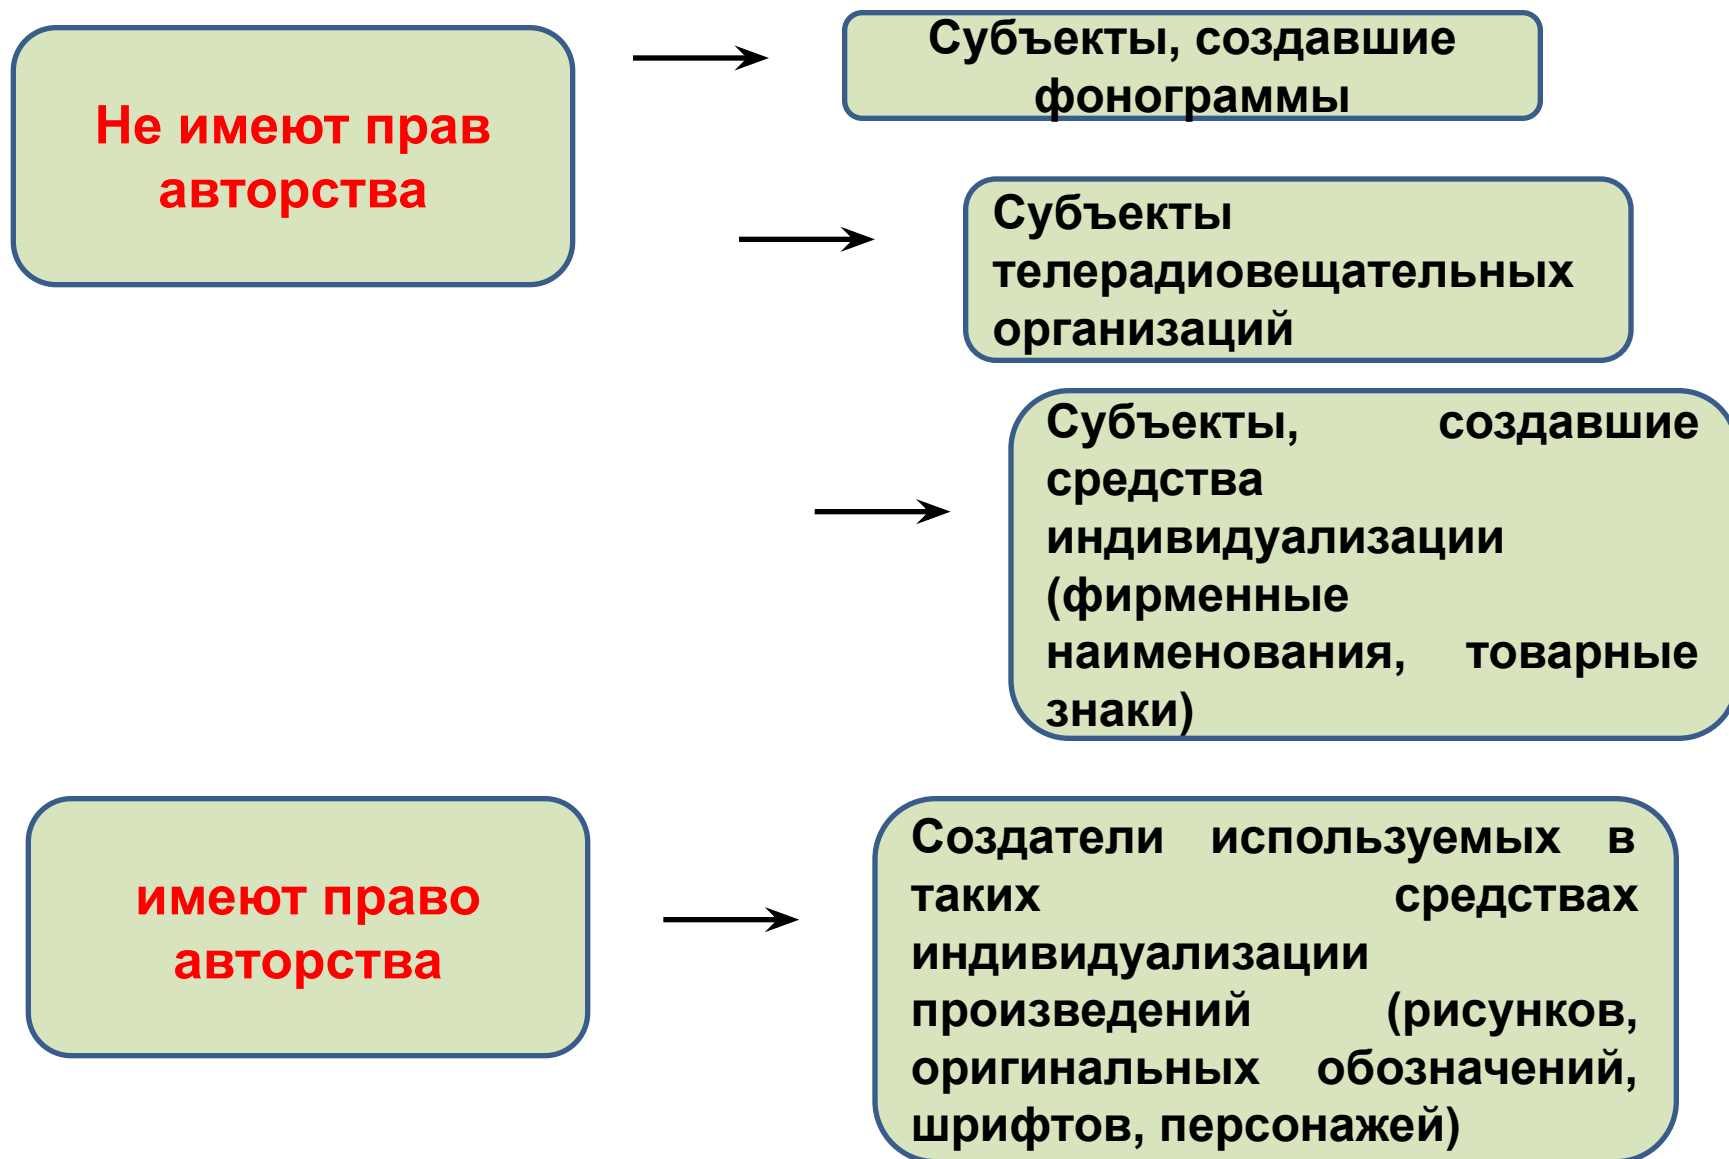 Не имеют прав
авторства
Субъекты, создавшие
фонограммы
Субъекты
телерадиовещательных
организаций
Субъекты, создавшие
средства
индивидуализации
(фирменные
наименования, товарные
знаки)
имеют право
авторства
Создатели используемых в
таких средствах
индивидуализации
произведений (рисунков,
оригинальных обозначений,
шрифтов, персонажей)